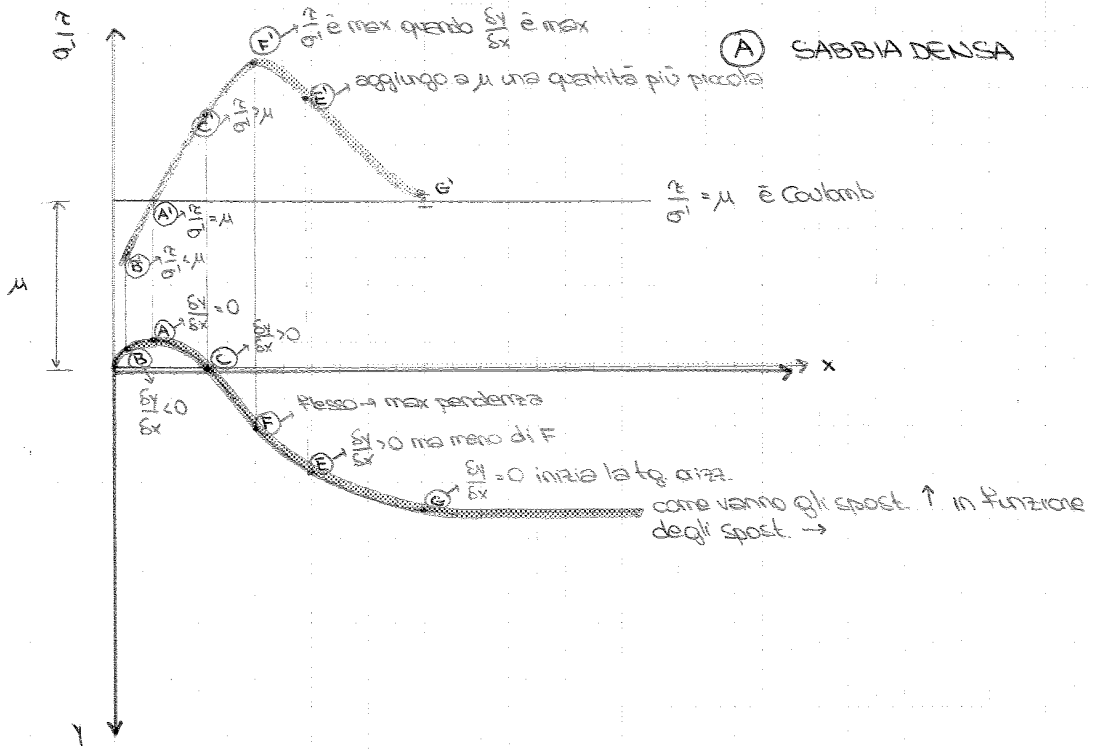 τ/σ'
F' → τ/σ' è max quando δy/δx è max
A SABBIA DENSA
E' → aggiungo a μ una quantità più piccola
C' → τ/σ' > μ
G'
τ/σ' = μ è Coulomb
A' → τ/σ' = μ
B' → τ/σ' < μ
μ
A → δy/δx = 0
C → δy/δx > 0
x
B → δy/δx < 0
F → flesso → max pendenza
E → δy/δx > 0 ma meno di F
G → δy/δx = 0 inizia la tg orizz.
come vanno gli spost. ↑ in funzione
degli spost. →
y